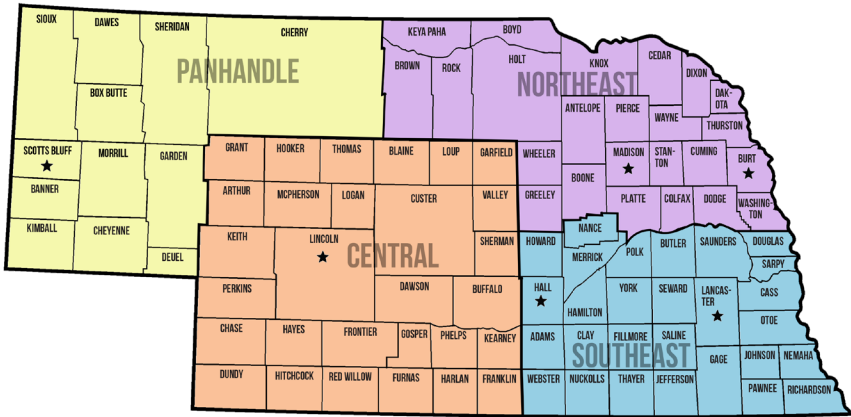 SIOUX
DAWES
SHERIDAN
CHERRY
PANHANDLE
BOX BUTTE
SCOTTS BLUFF
MORRILL
GARDEN
BANNER
KIMBALL
CHEYENNE
DEUEL
KEYA PAHA
BOYD
BROWN
ROCK
HOLT
KNOX
CEDAR
DIXON
DAK-
OTA
NORTHEAST
ANTELOPE
PIERCE
WAYNE
THURSTON
WHEELER
MADISON
STAN-
TON
CUMING
BURT
BOONE
GREELEY
PLATTE
COLFAX
DODGE
WASHING-
TON
GRANT
HOOKER
THOMAS
BLAINE
LOUP
GARFIELD
ARTHUR
MCPHERSON
LOGAN
CUSTER
VALLEY
KEITH
LINCOLN
CENTRAL
SHERMAN
PERKINS
DAWSON
BUFFALO
CHASE
HAYES
FRONTIER
GOSPER
PHELPS
KEARNEY
DUNDY
HITCHCOCK
RED WILLOW
FURNAS
HARLAN
FRANKLIN
NANCE
HOWARD
MERRICK
POLK
BUTLER
SAUNDERS
DOUGLAS
SARPY
HALL
HAMILTON
YORK
SEWARD
LANCAS-
TER
CASS
OTOE
ADAMS
CLAY
FILLMORE
SALINE
SOUTHEAST
GAGE
JOHNSON
NEMAHA
WEBSTER
NUCKOLLS
THAYER
JEFFERSON
PAWNEE
RICHARDSON